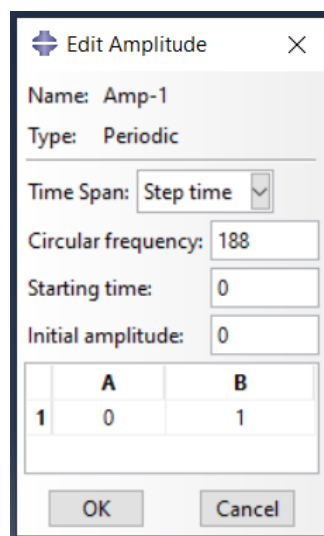 Edit Amplitude
Name: Amp-1
Type: Periodic
Time Span: Step time
Circular frequency: 188
Starting time: 0
Initial amplitude: 0
A B
1 0 1
OK Cancel